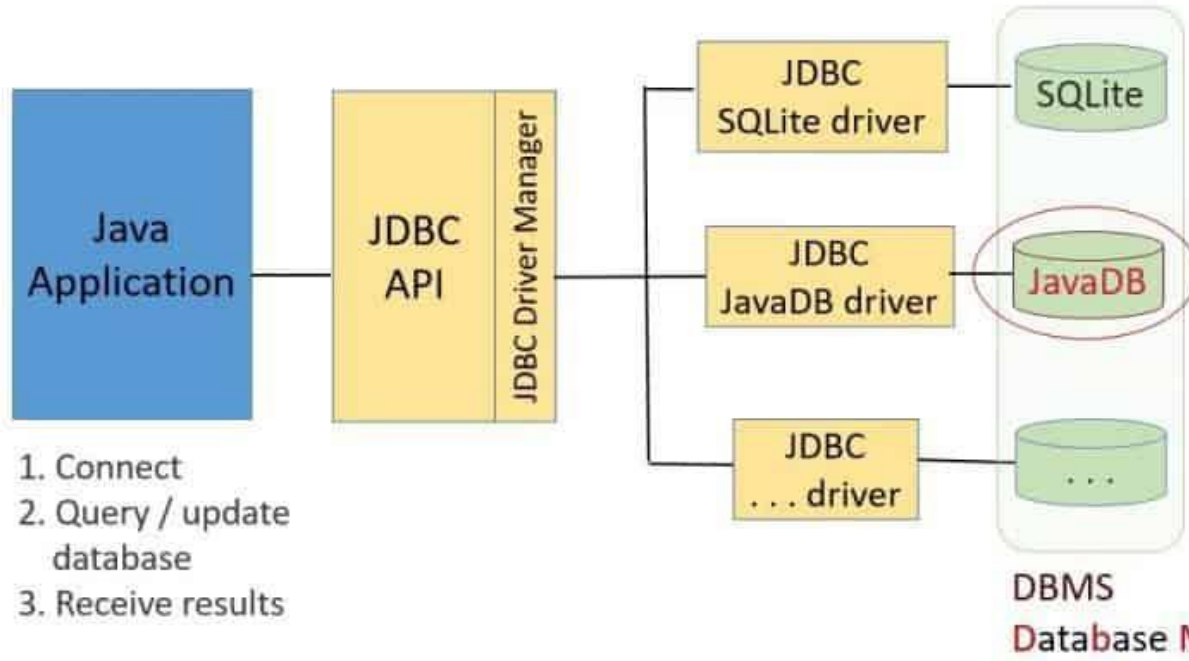 Java
Application
JDBC
API
JDBC Driver Manager
JDBC
SQLite driver
SQLite
JDBC
JavaDB driver
JavaDB
JDBC
. . . driver
. . .
1. Connect
2. Query / update
database
3. Receive results
DBMS
Database M